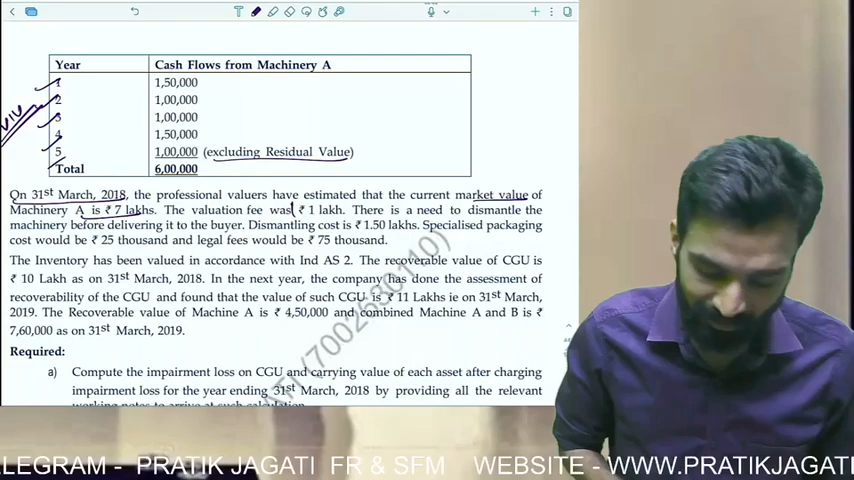 Year Cash Flows from Machinery A
1 1,50,000
2 1,00,000
3 1,00,000
4 1,50,000
5 1,00,000 (excluding Residual Value)
Total 6,00,000
VIU
On 31st March, 2018, the professional valuers have estimated that the current market value of
Machinery A is ₹ 7 lakhs. The valuation fee was ₹ 1 lakh. There is a need to dismantle the
machinery before delivering it to the buyer. Dismantling cost is ₹ 1.50 lakhs. Specialised packaging
cost would be ₹ 25 thousand and legal fees would be ₹ 75 thousand.
The Inventory has been valued in accordance with Ind AS 2. The recoverable value of CGU is
₹ 10 Lakh as on 31st March, 2018. In the next year, the company has done the assessment of
recoverability of the CGU and found that the value of such CGU is ₹ 11 Lakhs ie on 31st March,
2019. The Recoverable value of Machine A is ₹ 4,50,000 and combined Machine A and B is ₹
7,60,000 as on 31st March, 2019.
Required:
a) Compute the impairment loss on CGU and carrying value of each asset after charging
impairment loss for the year ending 31st March, 2018 by providing all the relevant
working notes to arrive at such calculation.
(7002630110)
ELEGRAM - PRATIK JAGATI FR & SFM WEBSITE - WWW.PRATIKJAGATI